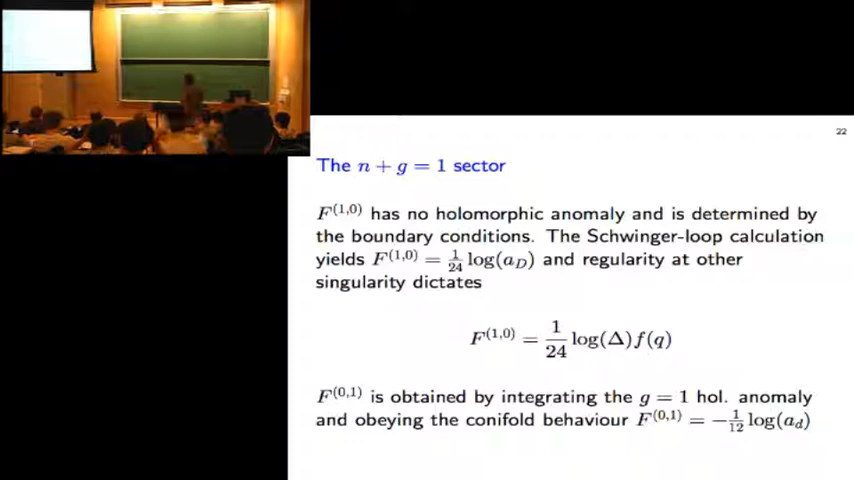 22
The n + g = 1 sector
F^{(1,0)} has no holomorphic anomaly and is determined by
the boundary conditions. The Schwinger-loop calculation
yields F^{(1,0)} = \frac{1}{24} log(a_D) and regularity at other
singularity dictates
F^{(1,0)} = \frac{1}{24} log(Δ)f(q)
F^{(0,1)} is obtained by integrating the g = 1 hol. anomaly
and obeying the conifold behaviour F^{(0,1)} = -\frac{1}{12} log(a_d)